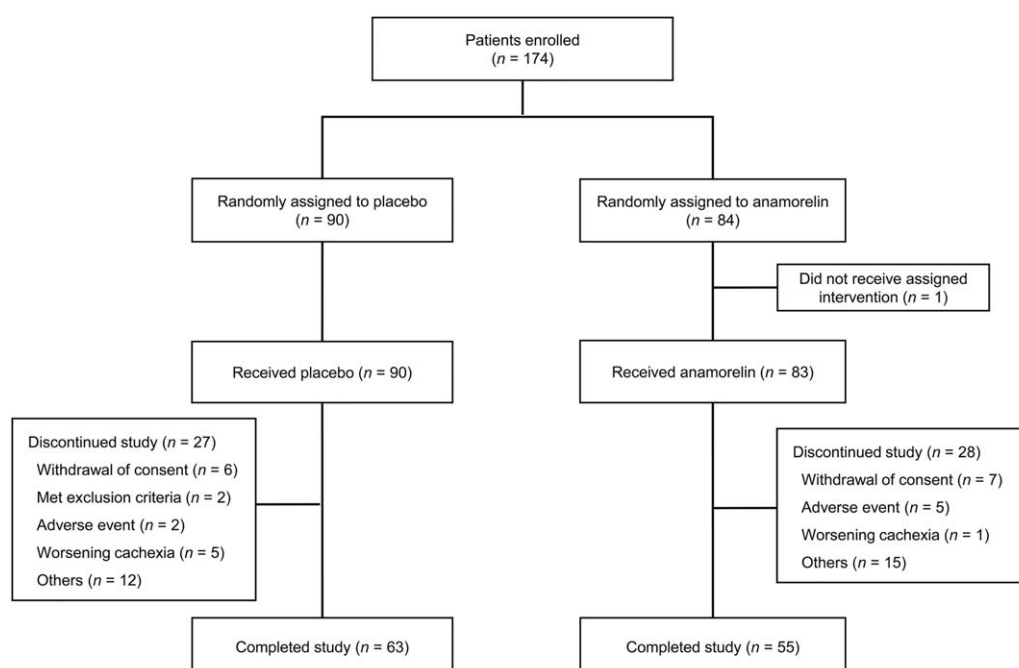 Patients enrolled
(n = 174)
Randomly assigned to placebo
(n = 90)
Randomly assigned to anamorelin
(n = 84)
Did not receive assigned
intervention (n = 1)
Received placebo (n = 90)
Received anamorelin (n = 83)
Discontinued study (n = 27)
Withdrawal of consent (n = 6)
Met exclusion criteria (n = 2)
Adverse event (n = 2)
Worsening cachexia (n = 5)
Others (n = 12)
Discontinued study (n = 28)
Withdrawal of consent (n = 7)
Adverse event (n = 5)
Worsening cachexia (n = 1)
Others (n = 15)
Completed study (n = 63)
Completed study (n = 55)